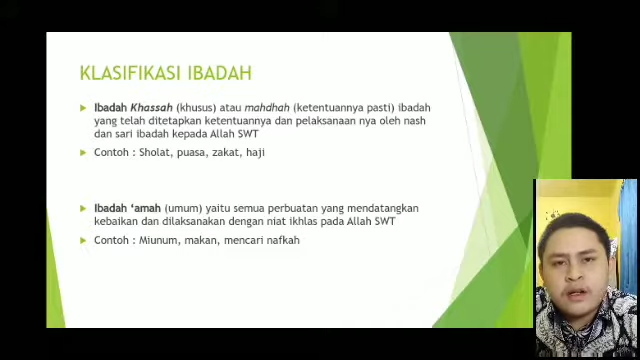 KLASIFIKASI IBADAH
Ibadah Khassah (khusus) atau mahdhah (ketentuannya pasti) ibadah
yang telah ditetapkan ketentuannya dan pelaksanaan nya oleh nash
dan sari ibadah kepada Allah SWT
Contoh : Sholat, puasa, zakat, haji
Ibadah ‘amah (umum) yaitu semua perbuatan yang mendatangkan
kebaikan dan dilaksanakan dengan niat ikhlas pada Allah SWT
Contoh : Miunum, makan, mencari nafkah